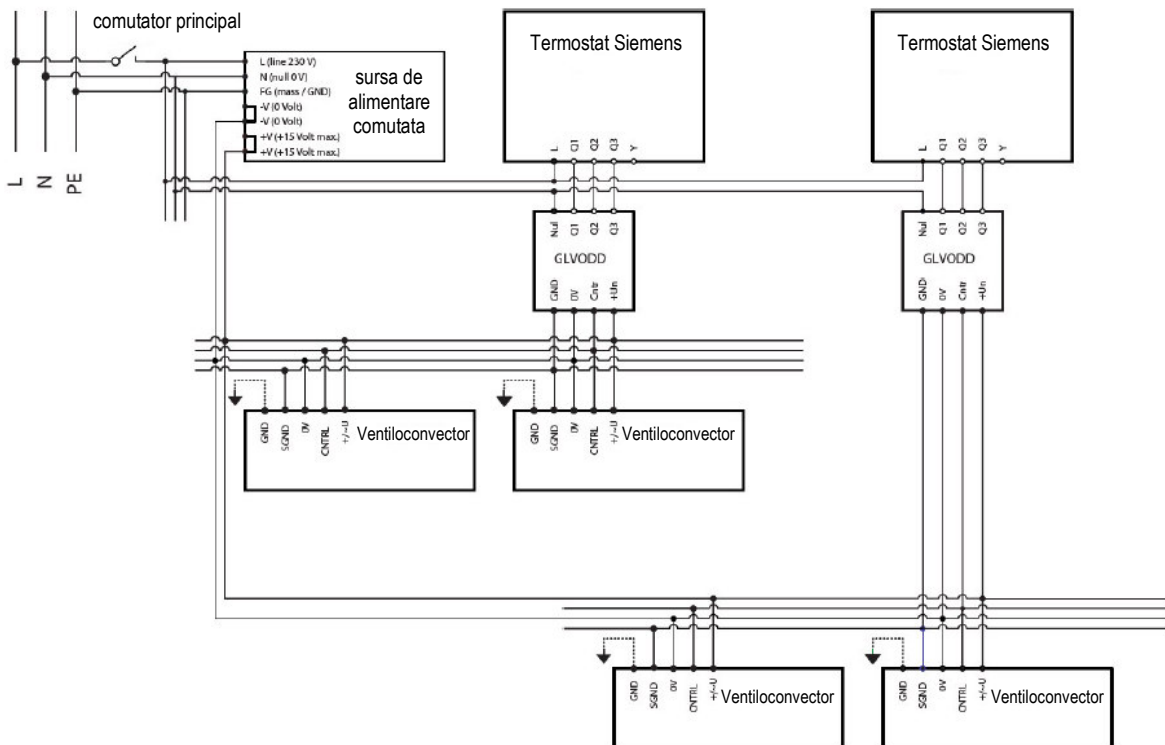 comutator principal
L (line 230 V)
N (null 0 V)
FG (mass / GND)
-V (0 Volt)
-V (0 Volt)
+V (+15 Volt max.)
+V (+15 Volt max.)
sursa de
alimentare
comutata
L
N
PE
Termostat Siemens
L Q1 Q2 Q3 Y
Termostat Siemens
L Q1 Q2 Q3 Y
Nul Q1 Q2 Q3
GLVODD
GND 0V Cntr +Un
Nul Q1 Q2 Q3
GLVODD
GND 0V Cntr +Un
GND SGND 0V CNTRL +/~U
Ventiloconvector
GND SGND 0V CNTRL +/~U
Ventiloconvector
GND SGND 0V CNTRL +/~U
Ventiloconvector
GND SGND 0V CNTRL +/~U
Ventiloconvector